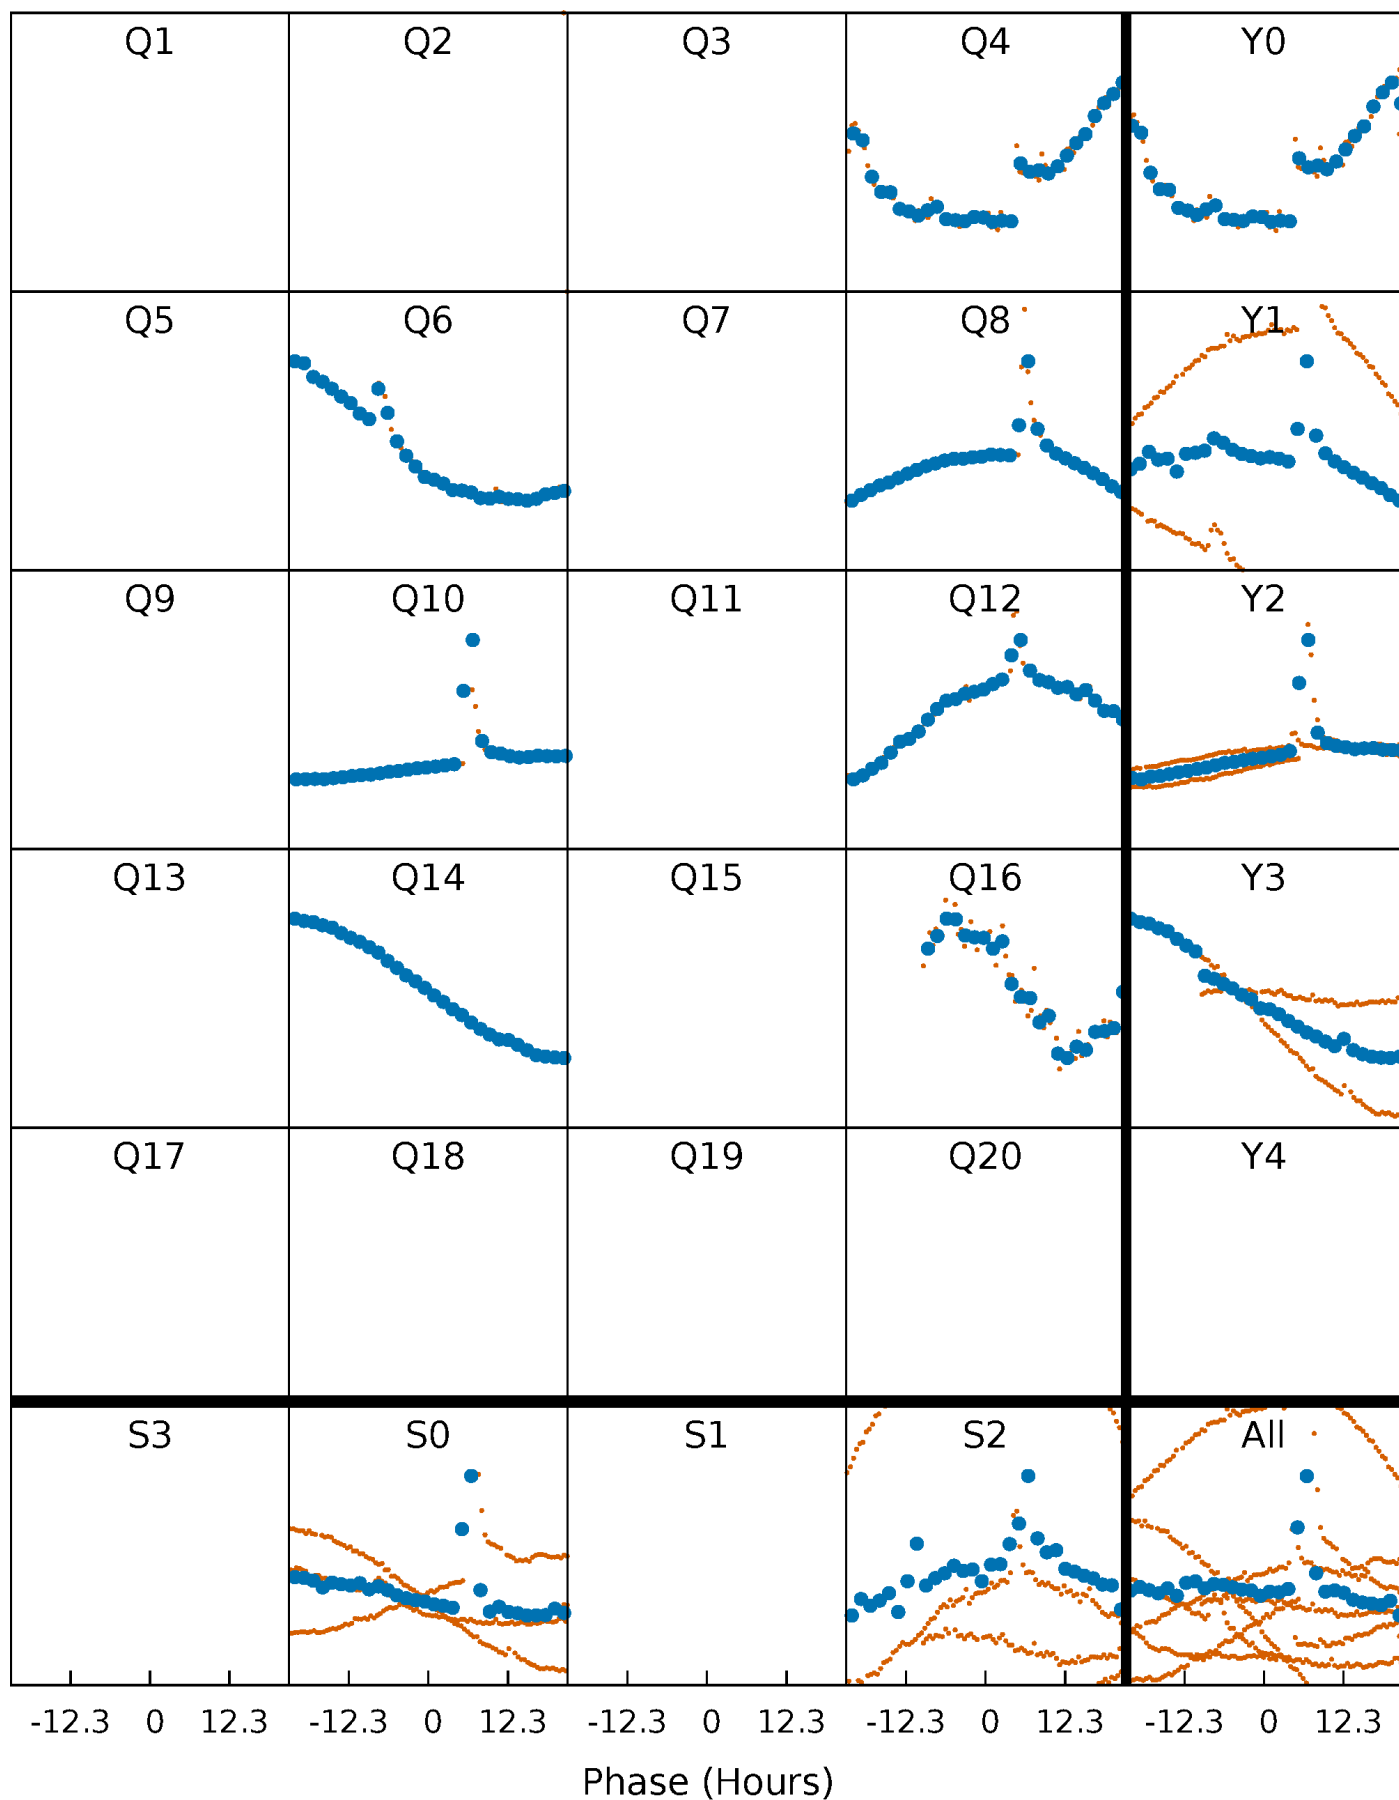 Q1 Q2 Q3 Q4 Y0
Q5 Q6 Q7 Q8 Y1
Q9 Q10 Q11 Q12 Y2
Q13 Q14 Q15 Q16 Y3
Q17 Q18 Q19 Q20 Y4
S3 S0 S1 S2 All
-12.3 0 12.3 -12.3 0 12.3 -12.3 0 12.3 -12.3 0 12.3 -12.3 0 12.3
Phase (Hours)